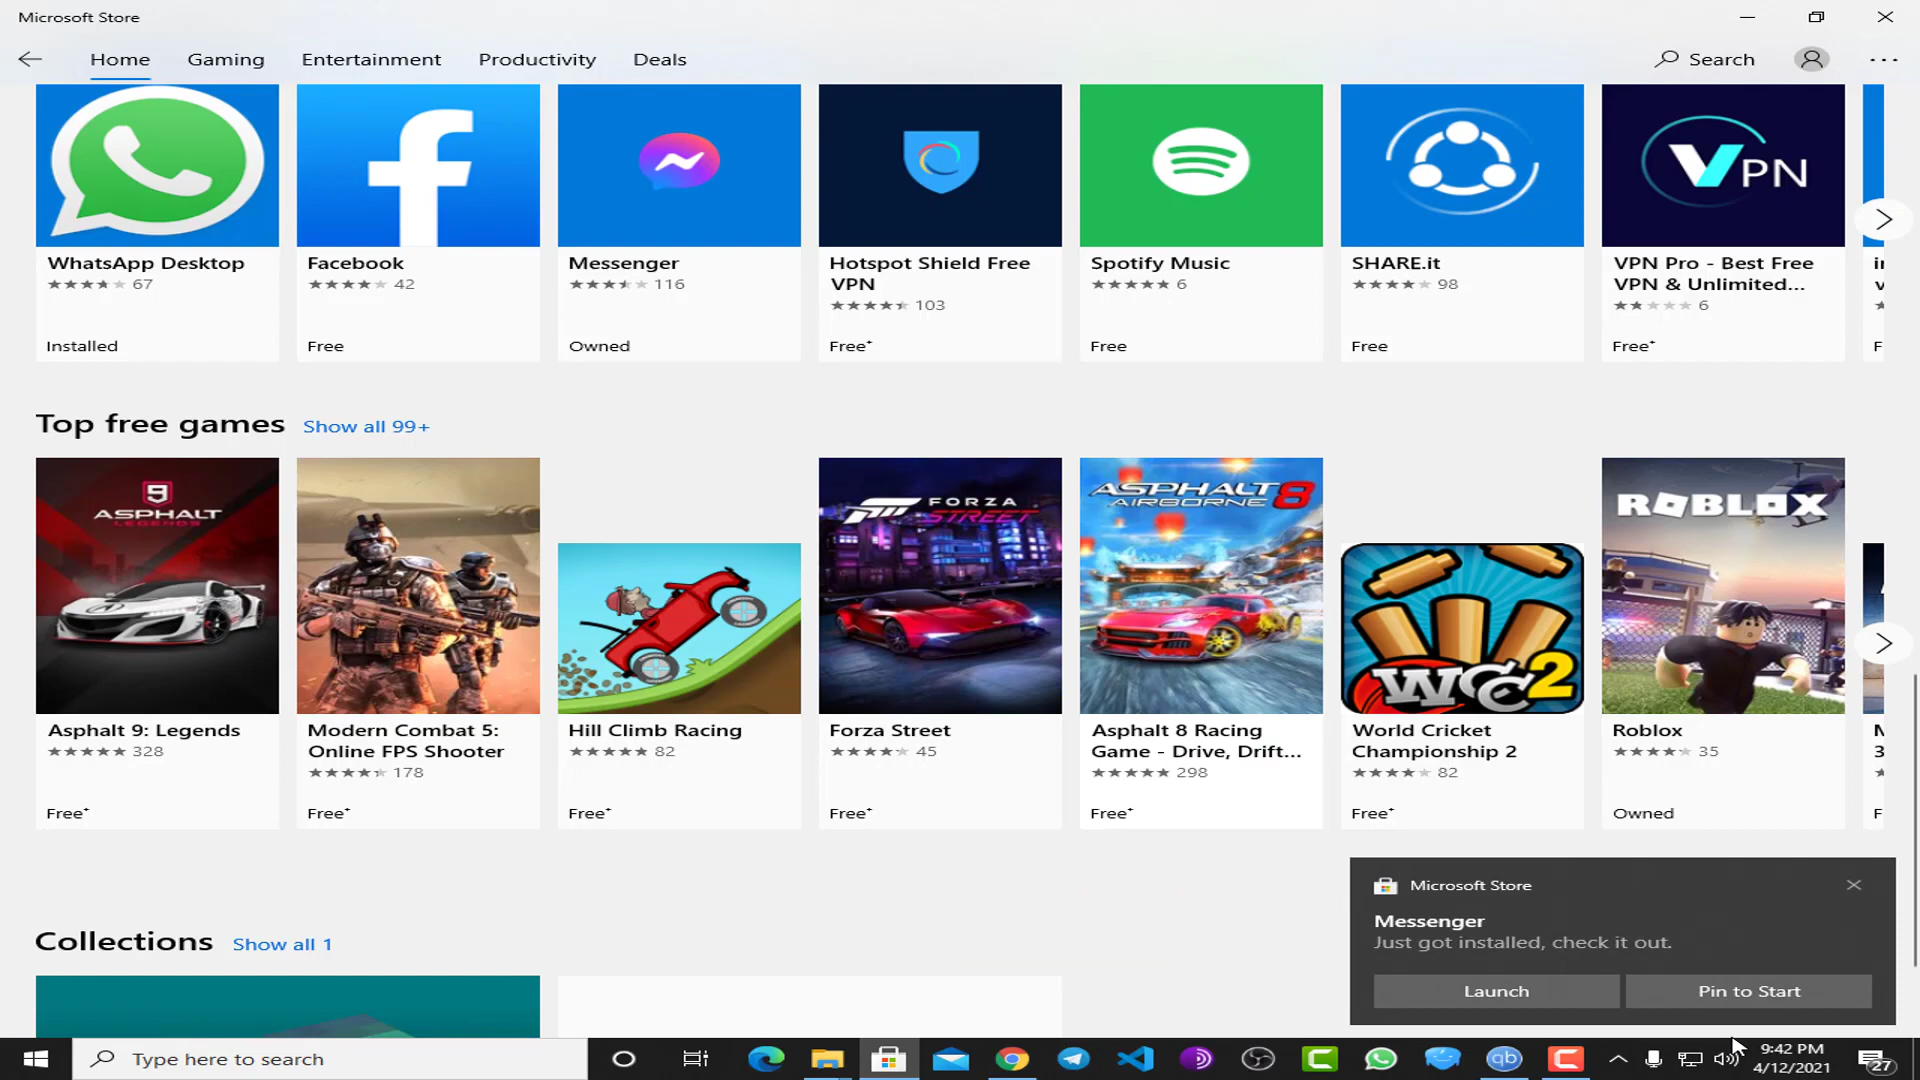 Microsoft Store
Home Gaming Entertainment Productivity Deals Search
VPN
WhatsApp Desktop
67
Installed
Facebook
42
Free
Messenger
116
Owned
Hotspot Shield Free
VPN
103
Free+
Spotify Music
6
Free
SHARE.it
98
Free
VPN Pro - Best Free
VPN & Unlimited...
6
Free+
Top free games Show all 99+
9
ASPHALT
LEGENDS
FORZA
STREET
ASPHALT 8
AIRBORNE
WCC2
ROBLOX
Asphalt 9: Legends
328
Free+
Modern Combat 5:
Online FPS Shooter
178
Free+
Hill Climb Racing
82
Free+
Forza Street
45
Free+
Asphalt 8 Racing
Game - Drive, Drift...
298
Free+
World Cricket
Championship 2
82
Free+
Roblox
35
Owned
Collections Show all 1
Microsoft Store
Messenger
Just got installed, check it out.
Launch Pin to Start
Type here to search
qb
9:42 PM
4/12/2021
27